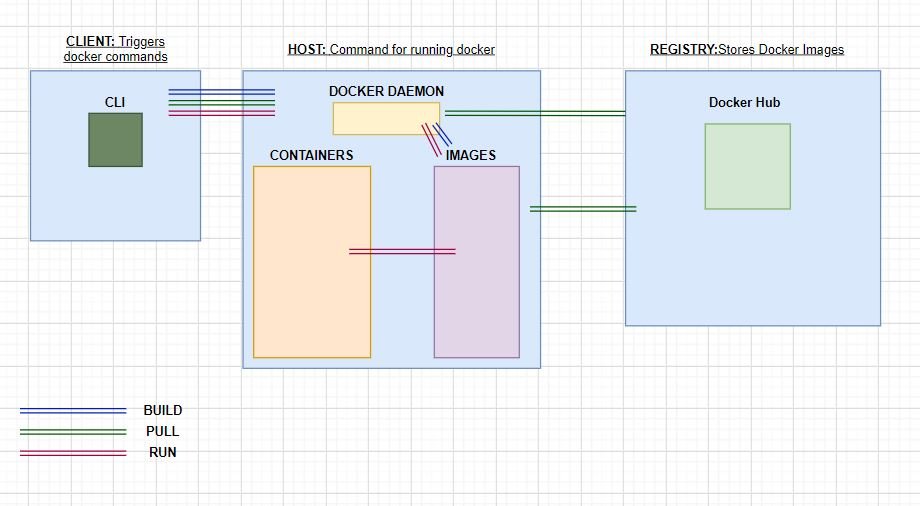 CLIENT: Triggers
docker commands
HOST: Command for running docker
REGISTRY:Stores Docker Images
CLI
DOCKER DAEMON
Docker Hub
CONTAINERS
IMAGES
BUILD
PULL
RUN